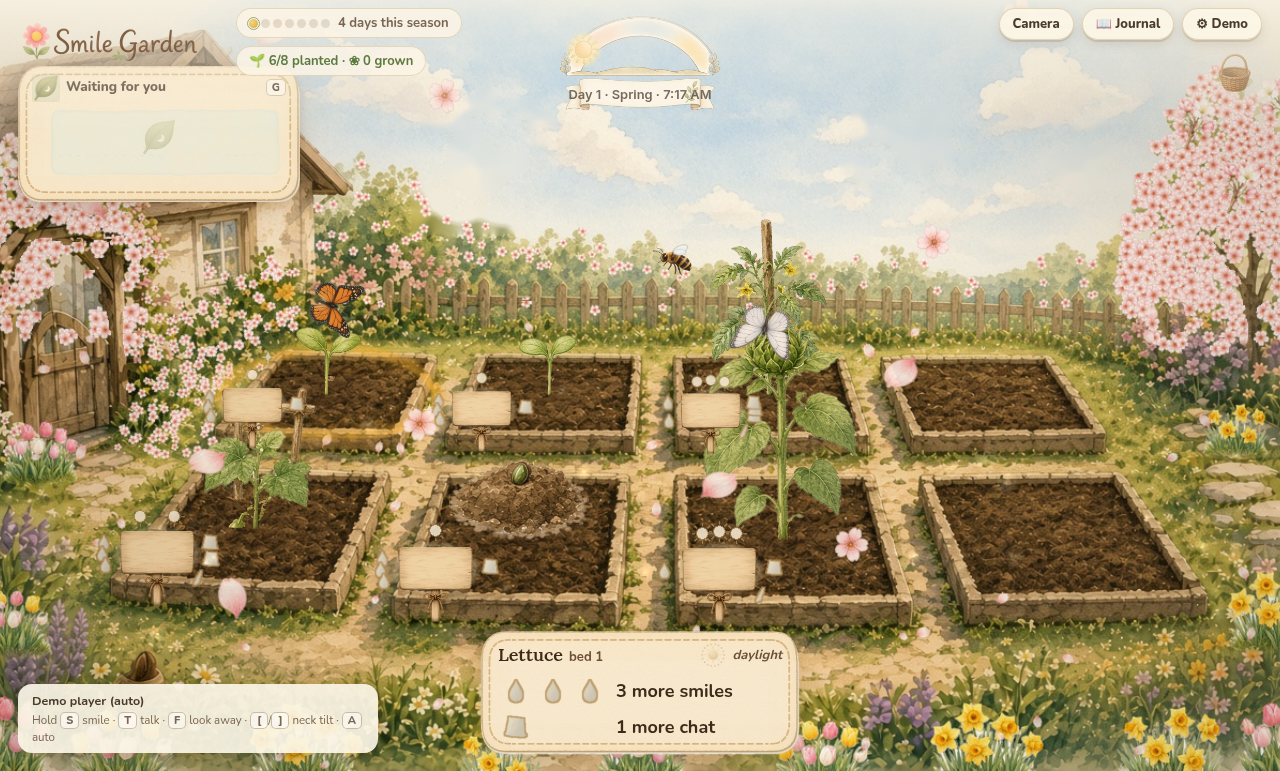 Smile Garden
4 days this season
🌱 6/8 planted · ❀ 0 grown
Day 1 · Spring · 7:17 AM
Camera
📖 Journal
⚙ Demo
Waiting for you
G
Lettuce bed 1
daylight
3 more smiles
1 more chat
Demo player (auto)
Hold S smile · T talk · F look away · [ / ] neck tilt · A
auto